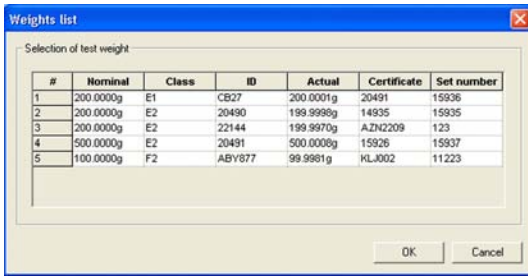 Weights list
Selection of test weight
# Nominal Class ID Actual Certificate Set number
1 200.0000g E1 CB27 200.0001g 20491 15936
2 200.0000g E2 20490 199.9998g 14935 15935
3 200.0000g E2 22144 199.9970g AZN2209 123
4 500.0000g E2 20491 500.0008g 15926 15937
5 100.0000g F2 ABY877 99.9981g KLJ002 11223
OK Cancel